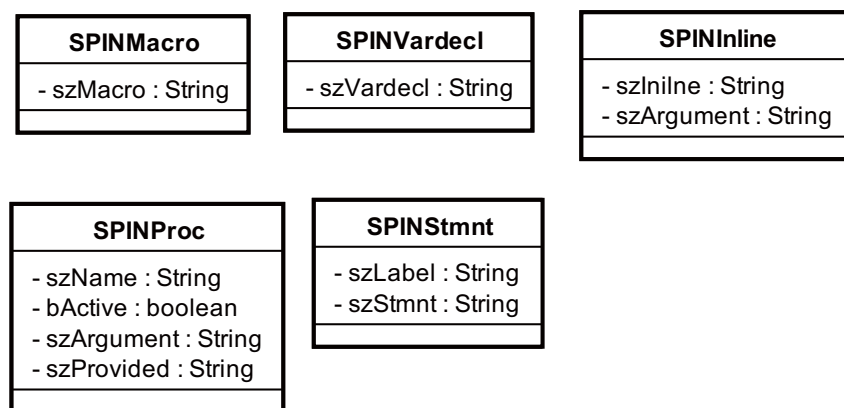 SPINMacro
- szMacro : String
SPINVardecl
- szVardecl : String
SPINInline
- szInilne : String
- szArgument : String
SPINProc
- szName : String
- bActive : boolean
- szArgument : String
- szProvided : String
SPINStmnt
- szLabel : String
- szStmnt : String